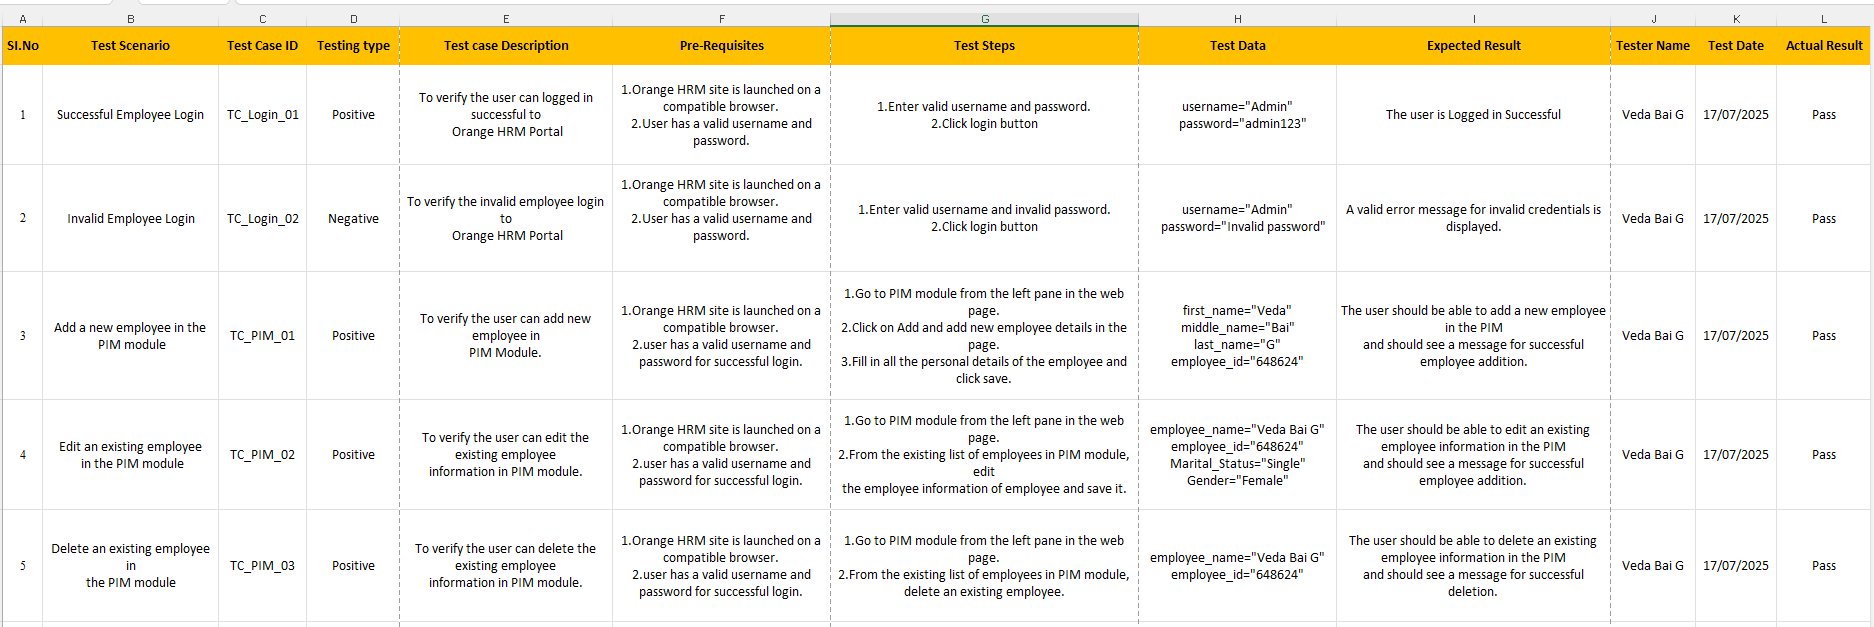 A B C D E F G H I J K L
SI.No Test Scenario Test Case ID Testing type Test case Description Pre-Requisites Test Steps Test Data Expected Result Tester Name Test Date Actual Result
1
Successful Employee Login
TC_Login_01
Positive
To verify the user can logged in
successful to
Orange HRM Portal
1.Orange HRM site is launched on a
compatible browser.
2.User has a valid username and
password.
1.Enter valid username and password.
2.Click login button
username="Admin"
password="admin123"
The user is Logged in Successful
Veda Bai G
17/07/2025
Pass
2
Invalid Employee Login
TC_Login_02
Negative
To verify the invalid employee login
to
Orange HRM Portal
1.Orange HRM site is launched on a
compatible browser.
2.User has a valid username and
password.
1.Enter valid username and invalid password.
2.Click login button
username="Admin"
password="Invalid password"
A valid error message for invalid credentials is
displayed.
Veda Bai G
17/07/2025
Pass
3
Add a new employee in the
PIM module
TC_PIM_01
Positive
To verify the user can add new
employee in
PIM Module.
1.Orange HRM site is launched on a
compatible browser.
2.user has a valid username and
password for successful login.
1.Go to PIM module from the left pane in the web
page.
2.Click on Add and add new employee details in the
page.
3.Fill in all the personal details of the employee and
click save.
first_name="Veda"
middle_name="Bai"
last_name="G"
employee_id="648624"
The user should be able to add a new employee
in the PIM
and should see a message for successful
employee addition.
Veda Bai G
17/07/2025
Pass
4
Edit an existing employee
in the PIM module
TC_PIM_02
Positive
To verify the user can edit the
existing employee
information in PIM module.
1.Orange HRM site is launched on a
compatible browser.
2.user has a valid username and
password for successful login.
1.Go to PIM module from the left pane in the web
page.
2.From the existing list of employees in PIM module,
edit
the employee information of employee and save it.
employee_name="Veda Bai G"
employee_id="648624"
Marital_Status="Single"
Gender="Female"
The user should be able to edit an existing
employee information in the PIM
and should see a message for successful
employee addition.
Veda Bai G
17/07/2025
Pass
5
Delete an existing employee
in
the PIM module
TC_PIM_03
Positive
To verify the user can delete the
existing employee
information in PIM module.
1.Orange HRM site is launched on a
compatible browser.
2.user has a valid username and
password for successful login.
1.Go to PIM module from the left pane in the web
page.
2.From the existing list of employees in PIM module,
delete an existing employee.
employee_name="Veda Bai G"
employee_id="648624"
The user should be able to delete an existing
employee information in the PIM
and should see a message for successful
deletion.
Veda Bai G
17/07/2025
Pass